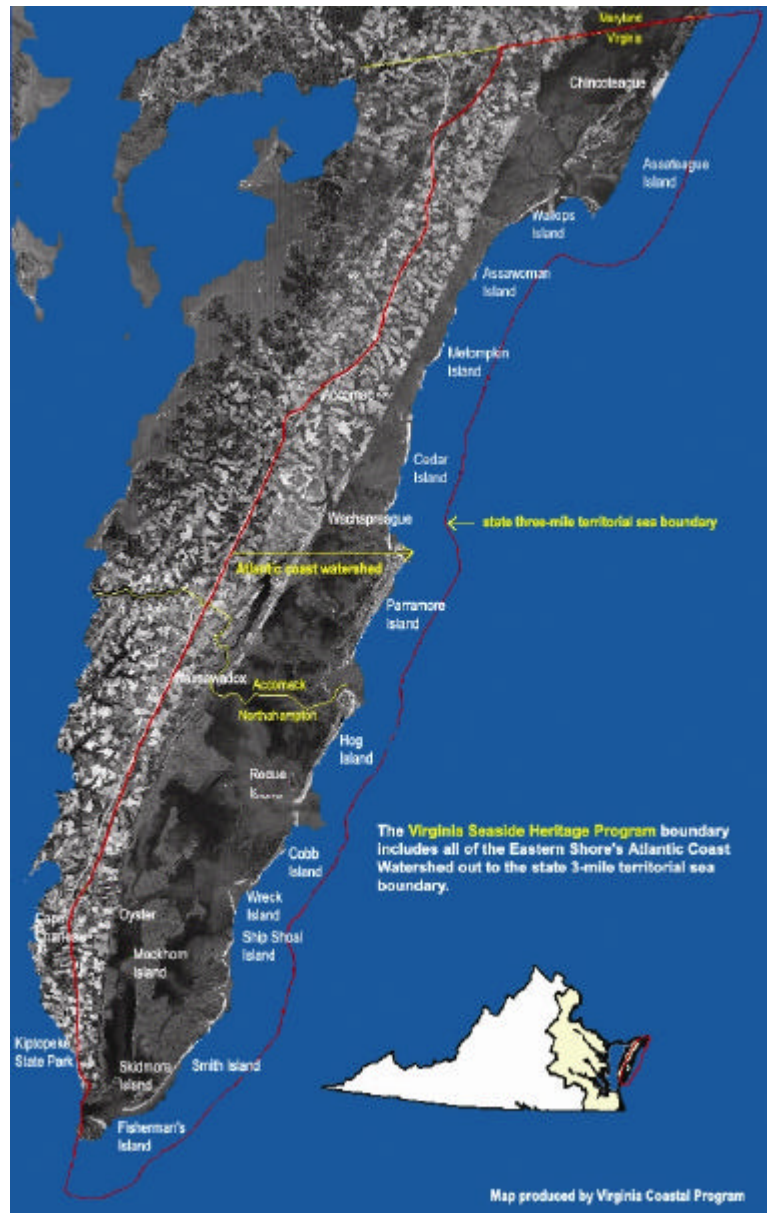 Maryland
Virginia
Chincoteague
Assateague
Island
Wallops
Island
Assawoman
Island
Metompkin
Island
Accomac
Cedar
Island
Wachapreague
state three-mile territorial sea boundary
Atlantic coast watershed
Parramore
Island
Accomack
Northahampton
Hog
Island
Cobb
Island
The Virginia Seaside Heritage Program boundary
includes all of the Eastern Shore's Atlantic Coast
Watershed out to the state 3-mile territorial sea
boundary.
Wreck
Island
Oyster
Cape
Ship Shoal
Island
Mockhorn
Island
Kiptopeke
State Park
Skidmore
Island
Smith Island
Fisherman's
Island
Map produced by Virginia Coastal Program